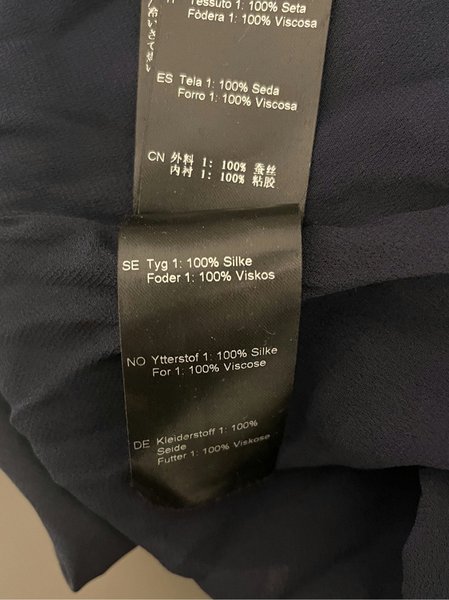 Tessuto 1: 100% Seta
Fodera 1: 100% Viscosa
ES Tela 1: 100% Seda
Forro 1: 100% Viscosa
CN 外料 1: 100% 蚕丝
内衬 1: 100% 粘胶
SE Tyg 1: 100% Silke
Foder 1: 100% Viskos
NO Ytterstof 1: 100% Silke
For 1: 100% Viscose
DE Kleiderstoff 1: 100%
Seide
Futter 1: 100% Viskose